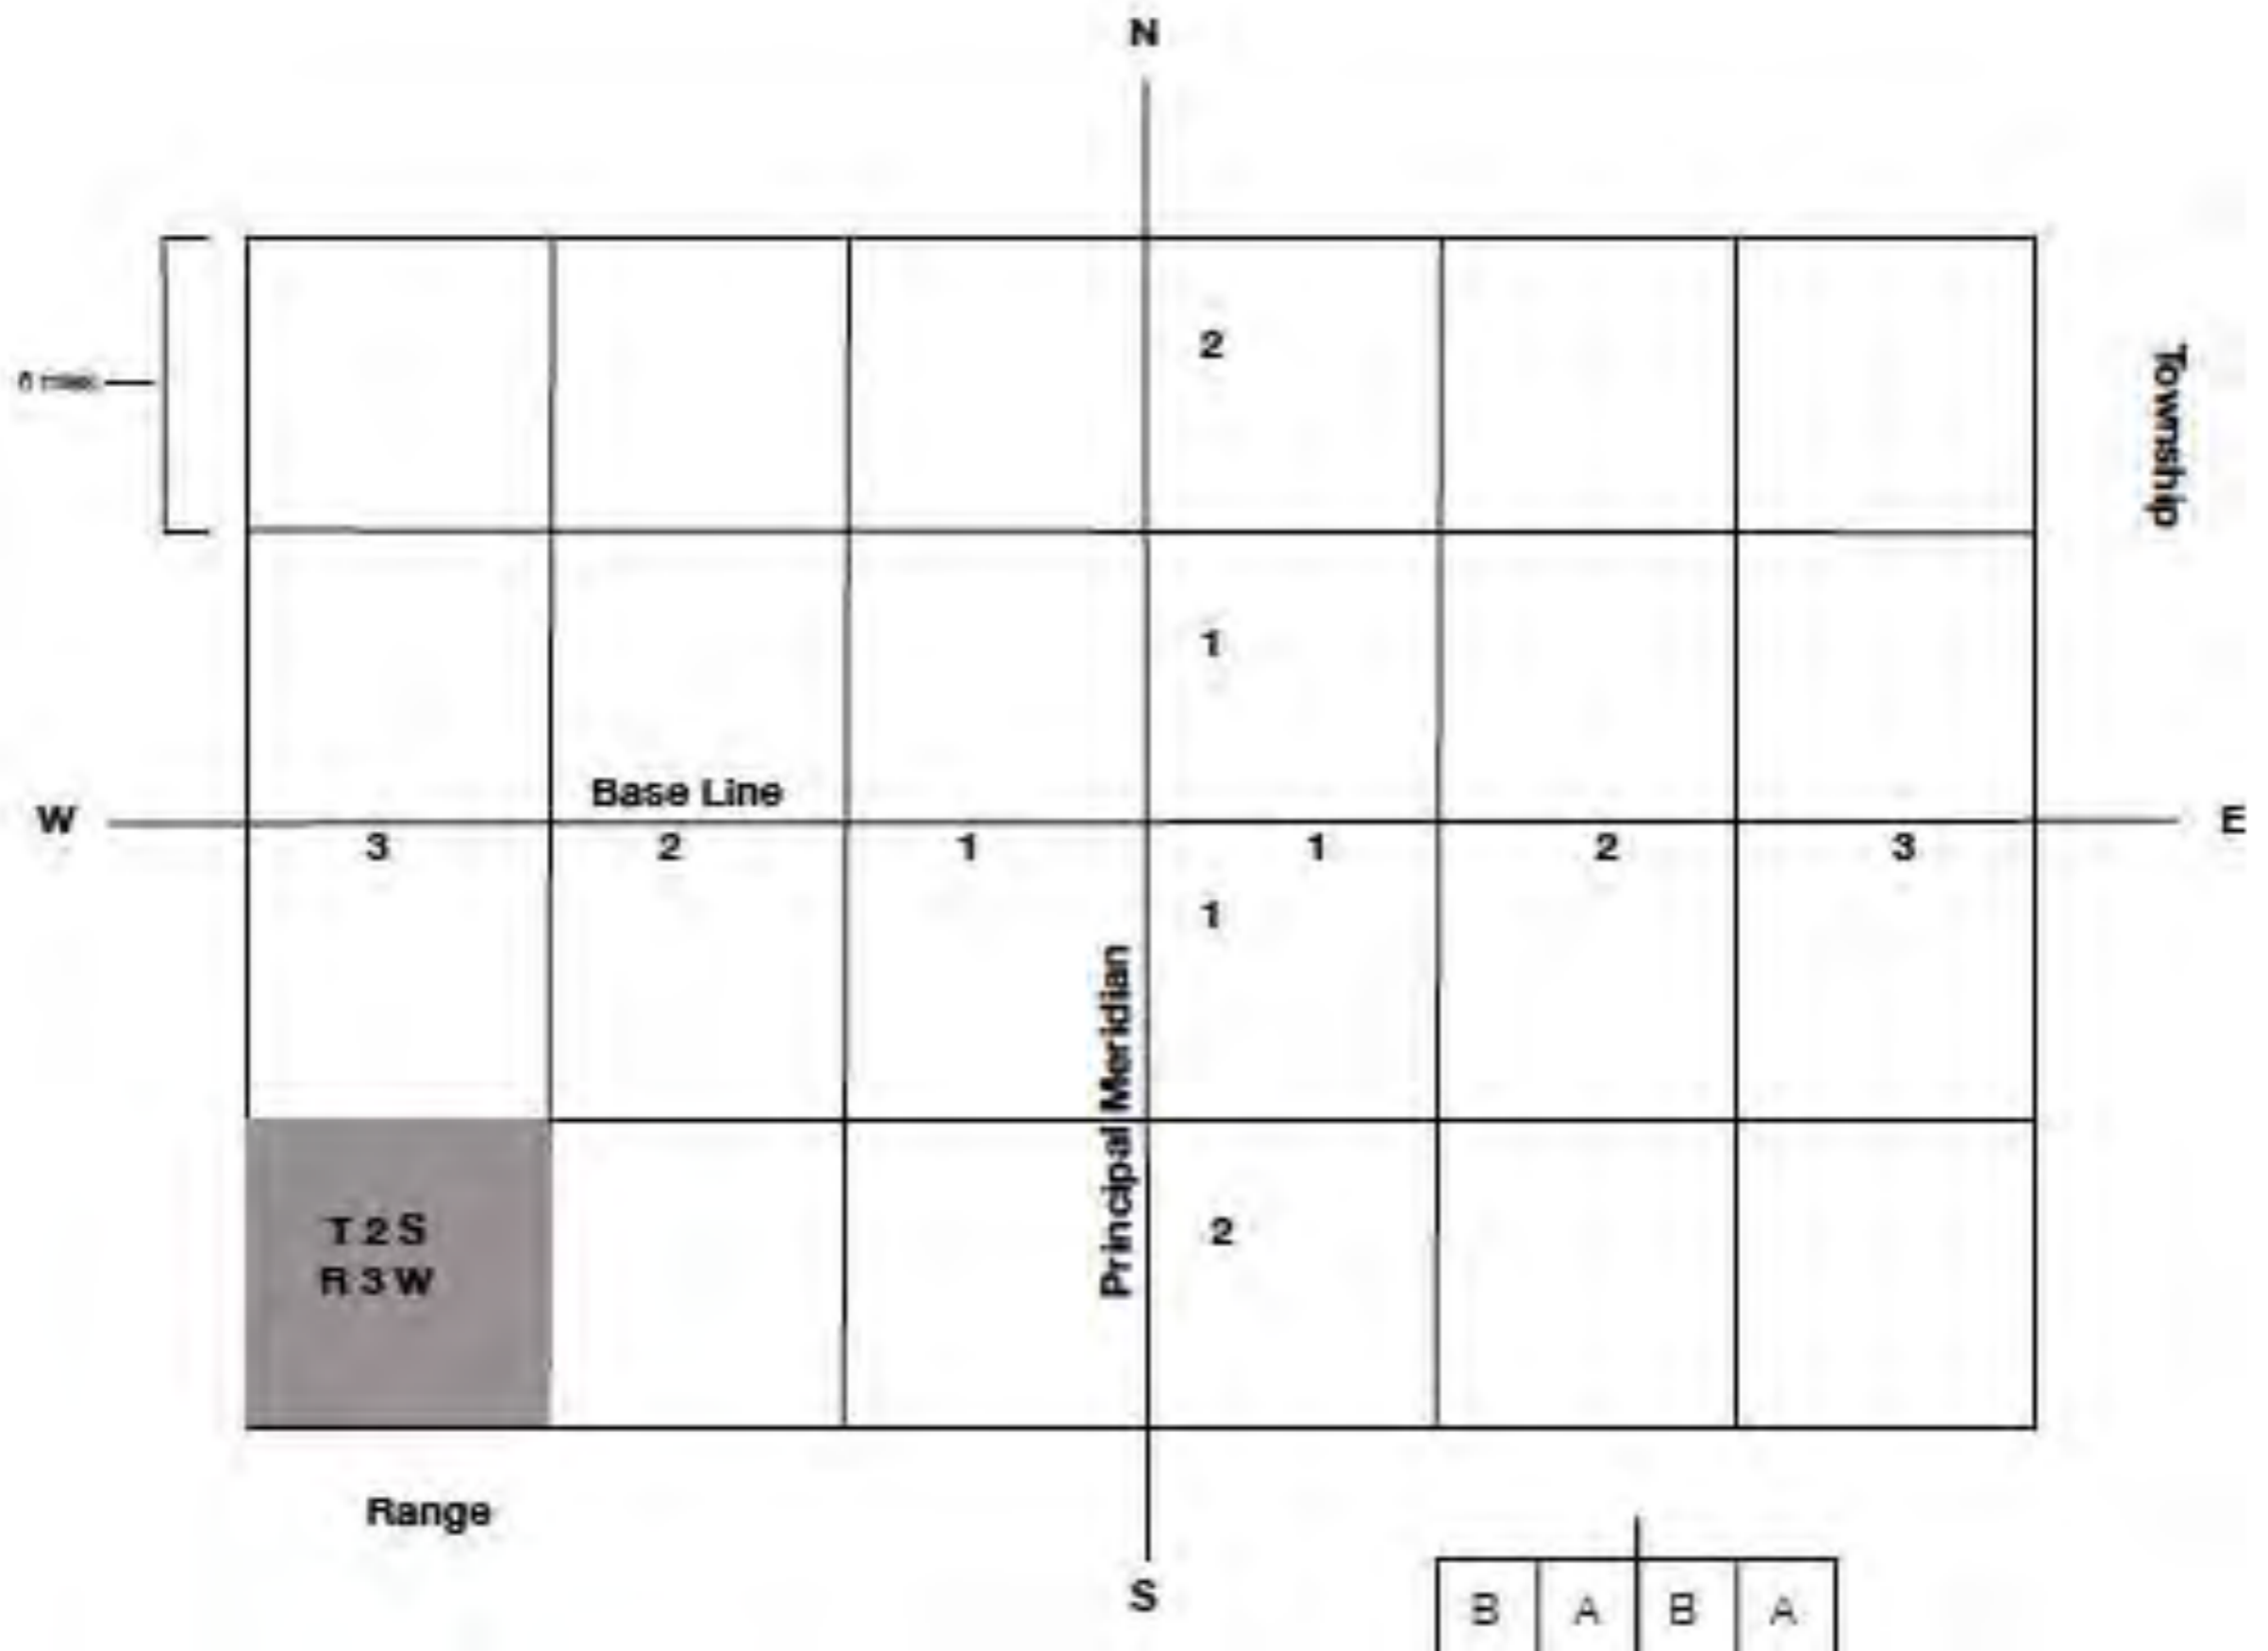 N
2
Township
1
Base Line
W
E
3 2 1 1 2 3
1
Principal Meridian
T 2 S
R 3 W
2
Range
S
B A B A